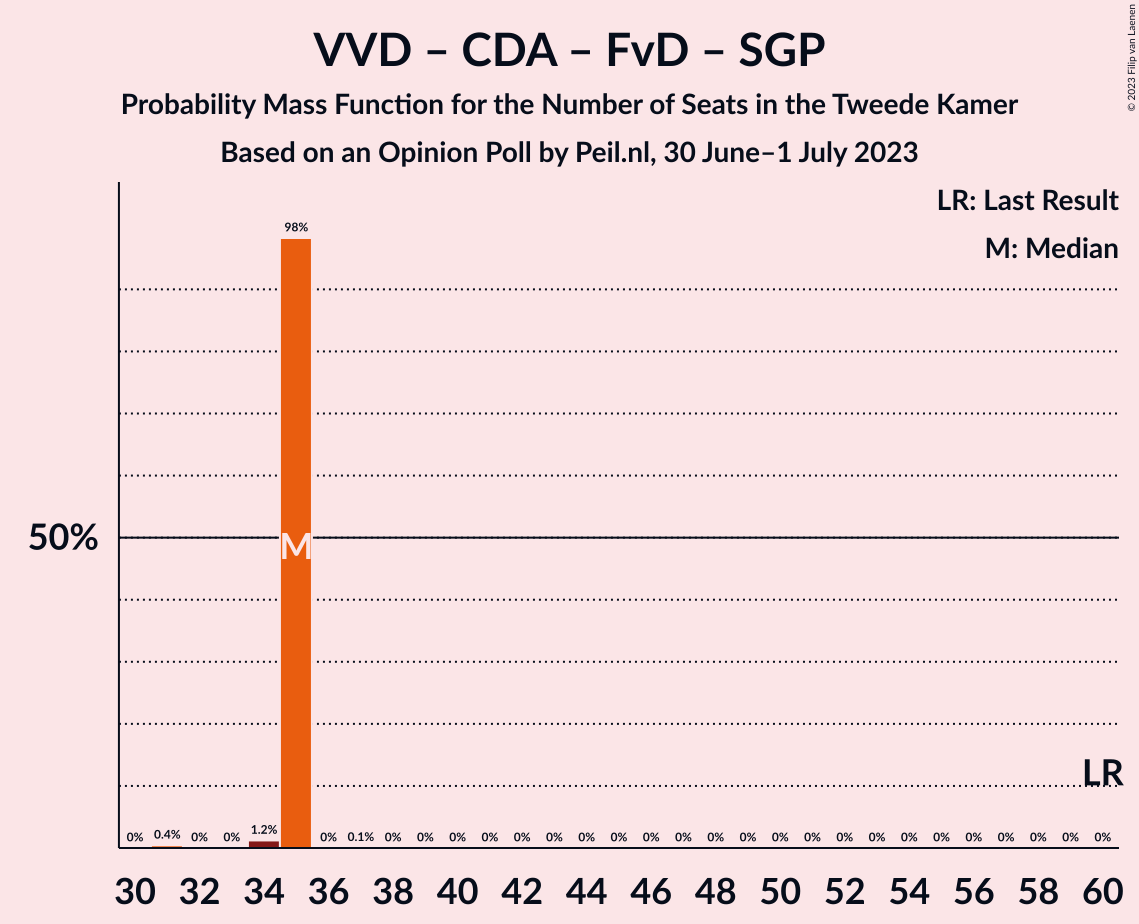 VVD – CDA – FvD – SGP
Probability Mass Function for the Number of Seats in the Tweede Kamer
Based on an Opinion Poll by Peil.nl, 30 June–1 July 2023
© 2023 Filip van Laenen
LR: Last Result
M: Median
98%
50%
M
LR
0% 0.4% 0% 0% 1.2% 0% 0.1% 0% 0% 0% 0% 0% 0% 0% 0% 0% 0% 0% 0% 0% 0% 0% 0% 0% 0% 0% 0% 0% 0% 0%
30 32 34 36 38 40 42 44 46 48 50 52 54 56 58 60